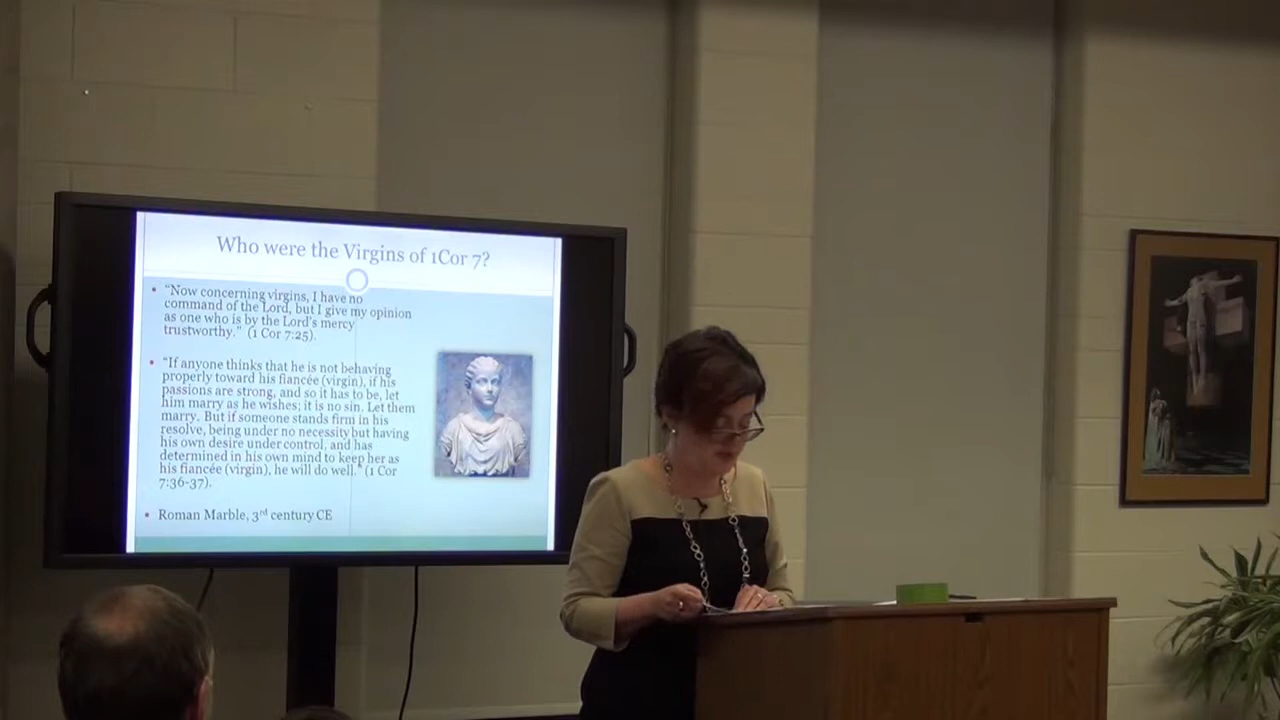 Who were the Virgins of 1Cor 7?
• “Now concerning virgins, I have no
command of the Lord, but I give my opinion
as one who is by the Lord's mercy
trustworthy.” (1 Cor 7:25).
• “If anyone thinks that he is not behaving
properly toward his fiancée (virgin), if his
passions are strong, and so it has to be, let
him marry as he wishes; it is no sin. Let them
marry. But if someone stands firm in his
resolve, being under no necessity but having
his own desire under control, and has
determined in his own mind to keep her as
his fiancée (virgin), he will do well.” (1 Cor
7:36-37).
• Roman Marble, 3rd century CE